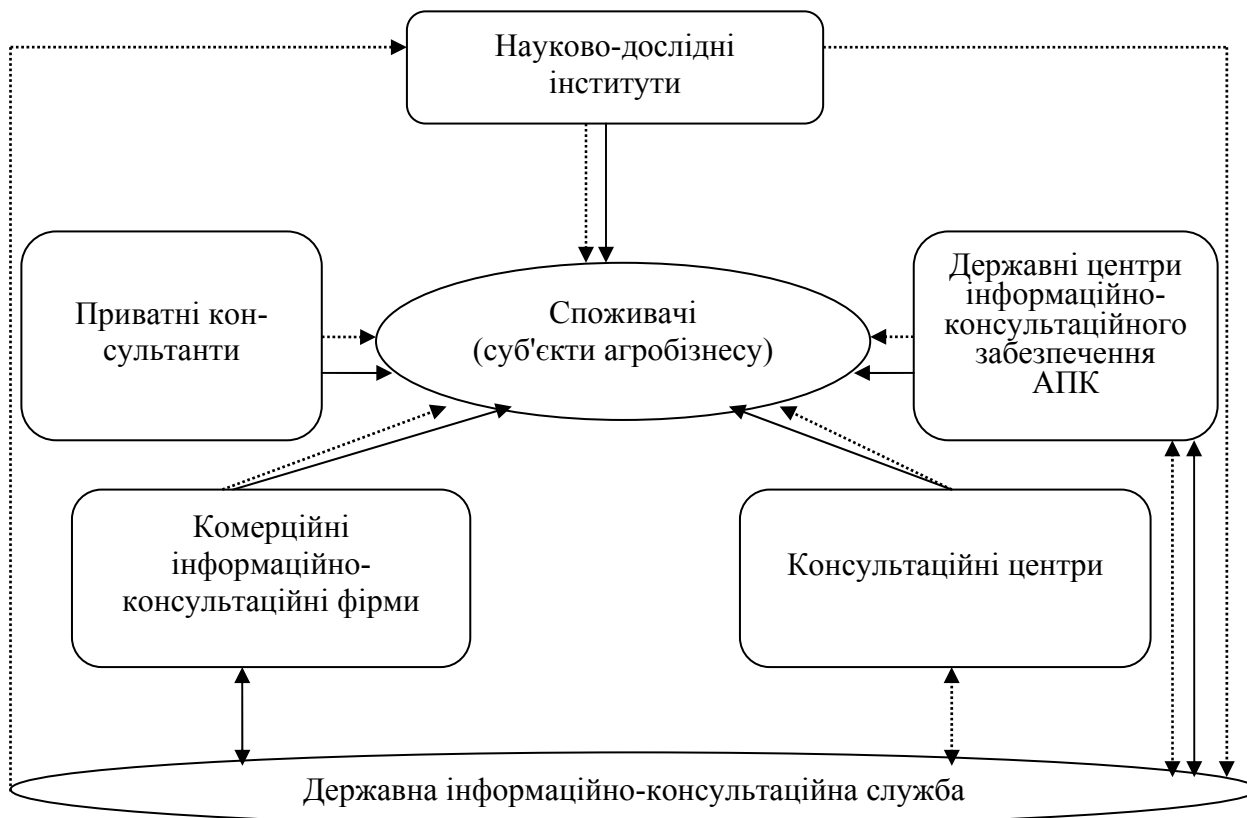 Науково-дослідні
інститути
Приватні кон-
сультанти
Споживачі
(суб'єкти агробізнесу)
Державні центри
інформаційно-
консультаційного
забезпечення
АПК
Комерційні
інформаційно-
консультаційні фірми
Консультаційні центри
Державна інформаційно-консультаційна служба